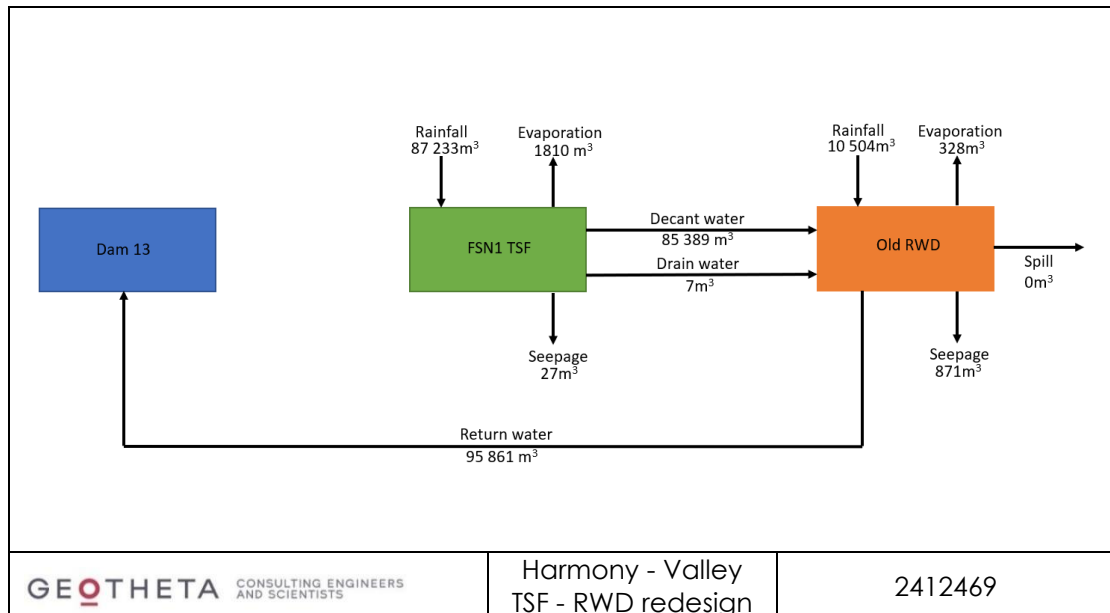 Rainfall
87 233m³
Evaporation
1810 m³
Rainfall
10 504m³
Evaporation
328m³
Dam 13
FSN1 TSF
Decant water
85 389 m³
Drain water
7m³
Old RWD
Spill
0m³
Seepage
27m³
Seepage
871m³
Return water
95 861 m³
GEOTHETA
CONSULTING ENGINEERS
AND SCIENTISTS
Harmony - Valley
TSF - RWD redesign
2412469